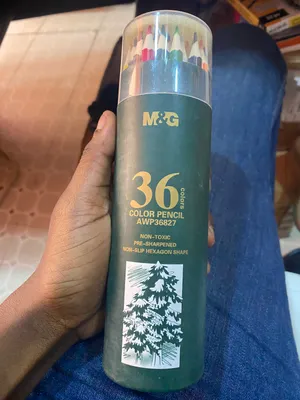 M&G
36 colors
COLOR PENCIL
AWP36827
NON-TOXIC
PRE-SHARPENED
NON-SLIP HEXAGON SHAPE